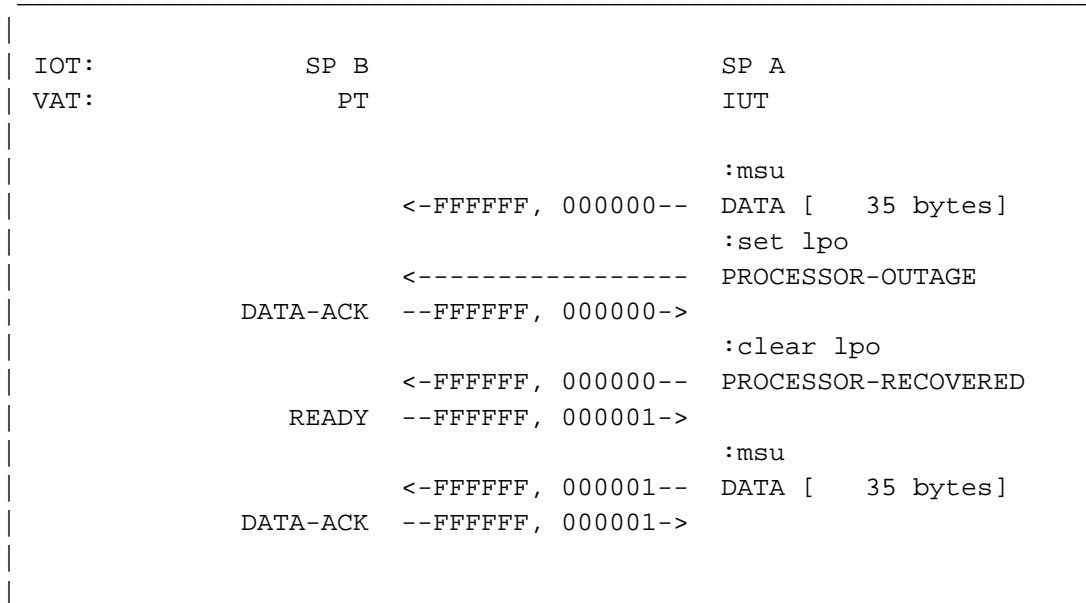 IOT: SP B SP A
VAT: PT IUT
:msu
<-FFFFFF, 000000-- DATA [ 35 bytes]
:set lpo
<----------------- PROCESSOR-OUTAGE
DATA-ACK --FFFFFF, 000000->
:clear lpo
<-FFFFFF, 000000-- PROCESSOR-RECOVERED
READY --FFFFFF, 000001->
:msu
<-FFFFFF, 000001-- DATA [ 35 bytes]
DATA-ACK --FFFFFF, 000001->